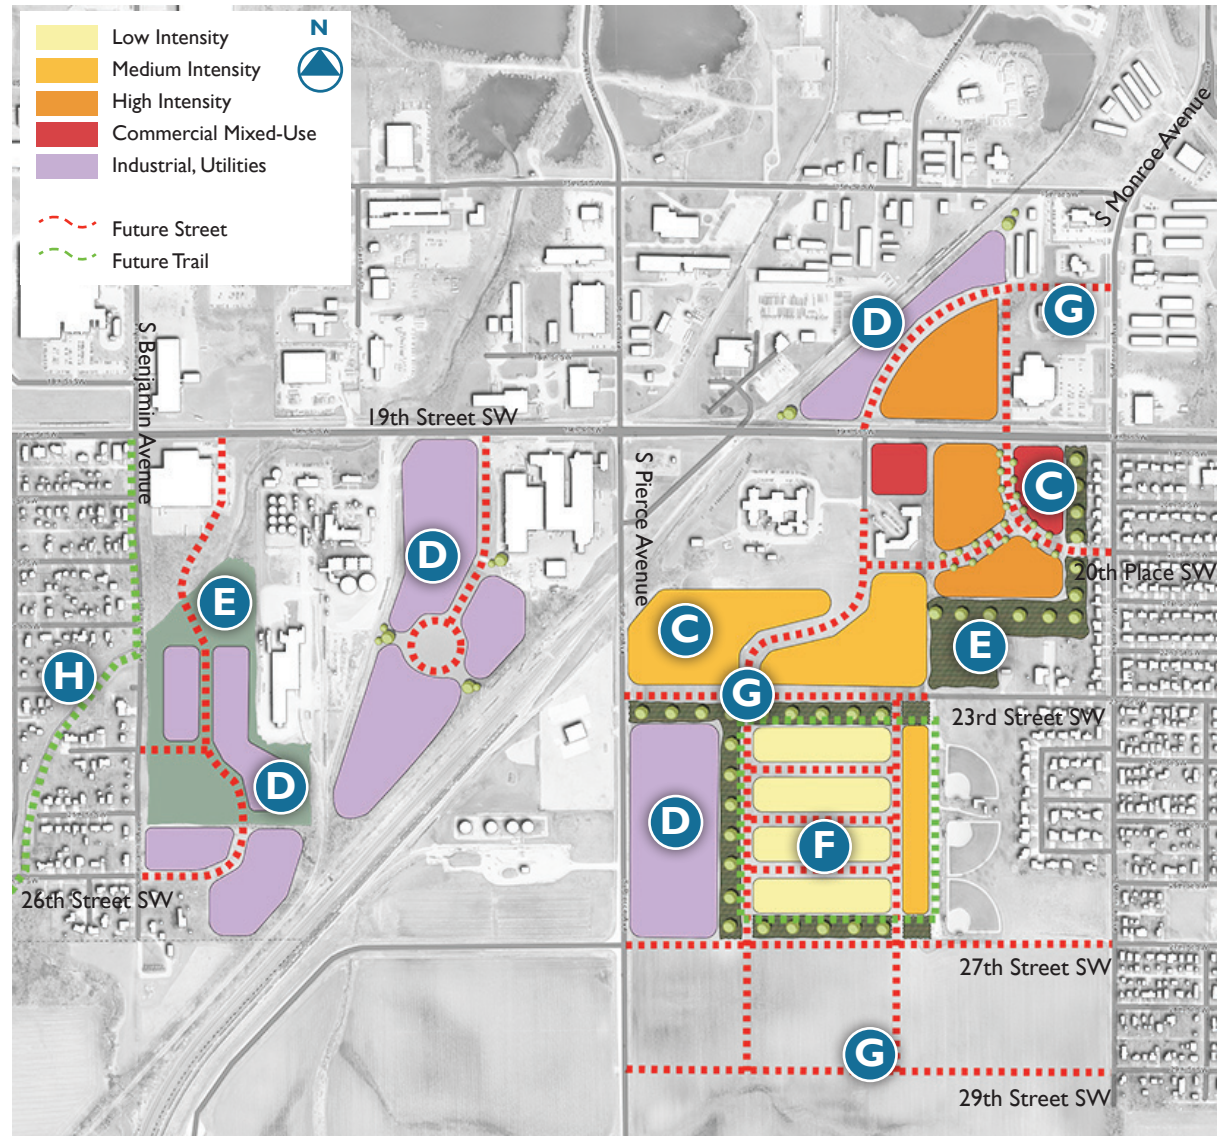 Low Intensity
Medium Intensity
High Intensity
Commercial Mixed-Use
Industrial, Utilities
Future Street
Future Trail
N
S Monroe Avenue
D
G
S Benjamin Avenue
19th Street SW
S Pierce Avenue
C
D
20th Place SW
E
C
E
H
G
23rd Street SW
D
D
F
26th Street SW
27th Street SW
G
29th Street SW